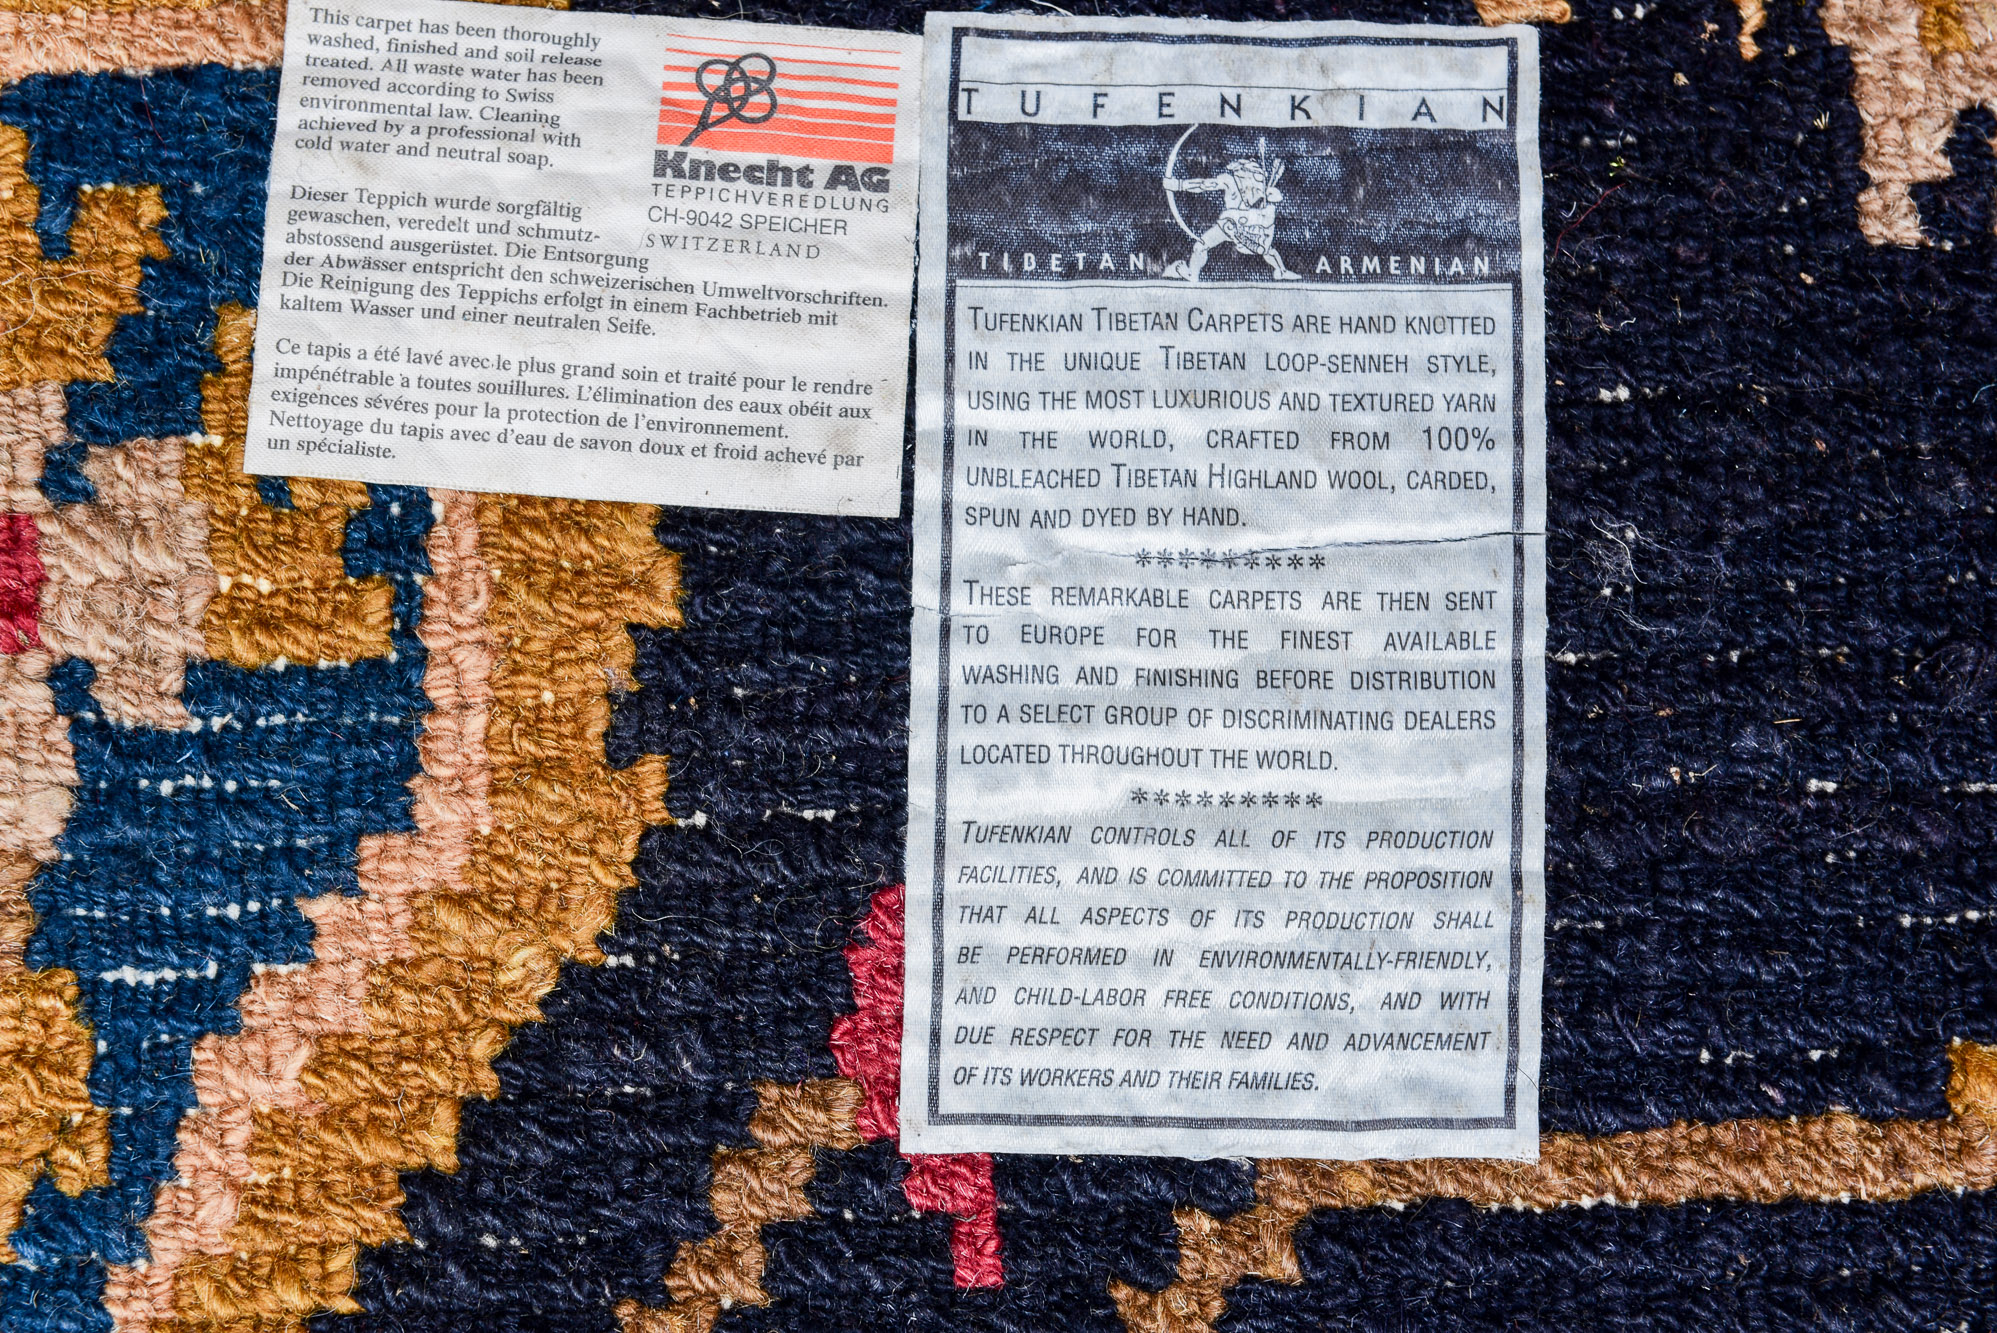 This carpet has been thoroughly
washed, finished and soil release
treated. All waste water has been
removed according to Swiss
environmental law. Cleaning
achieved by a professional with
cold water and neutral soap.
Knecht AG
TEPPICHVEREDLUNG
CH-9042 SPEICHER
SWITZERLAND
Dieser Teppich wurde sorgfältig
gewaschen, veredelt und schmutz-
abstossend ausgerüstet. Die Entsorgung
der Abwässer entspricht den schweizerischen Umweltvorschriften.
Die Reinigung des Teppichs erfolgt in einem Fachbetrieb mit
kaltem Wasser und einer neutralen Seife.
Ce tapis a été lavé avec le plus grand soin et traité pour le rendre
impénétrable a toutes souillures. L'élimination des eaux obéit aux
exigences sévéres pour la protection de l'environnement.
Nettoyage du tapis avec d'eau de savon doux et froid achevé par
un spécialiste.
TUFENKIAN
TIBETAN ARMENIAN
TUFENKIAN TIBETAN CARPETS ARE HAND KNOTTED
IN THE UNIQUE TIBETAN LOOP-SENNEH STYLE,
USING THE MOST LUXURIOUS AND TEXTURED YARN
IN THE WORLD, CRAFTED FROM 100%
UNBLEACHED TIBETAN HIGHLAND WOOL, CARDED,
SPUN AND DYED BY HAND.
*********
THESE REMARKABLE CARPETS ARE THEN SENT
TO EUROPE FOR THE FINEST AVAILABLE
WASHING AND FINISHING BEFORE DISTRIBUTION
TO A SELECT GROUP OF DISCRIMINATING DEALERS
LOCATED THROUGHOUT THE WORLD.
*********
TUFENKIAN CONTROLS ALL OF ITS PRODUCTION
FACILITIES, AND IS COMMITTED TO THE PROPOSITION
THAT ALL ASPECTS OF ITS PRODUCTION SHALL
BE PERFORMED IN ENVIRONMENTALLY-FRIENDLY,
AND CHILD-LABOR FREE CONDITIONS, AND WITH
DUE RESPECT FOR THE NEED AND ADVANCEMENT
OF ITS WORKERS AND THEIR FAMILIES.